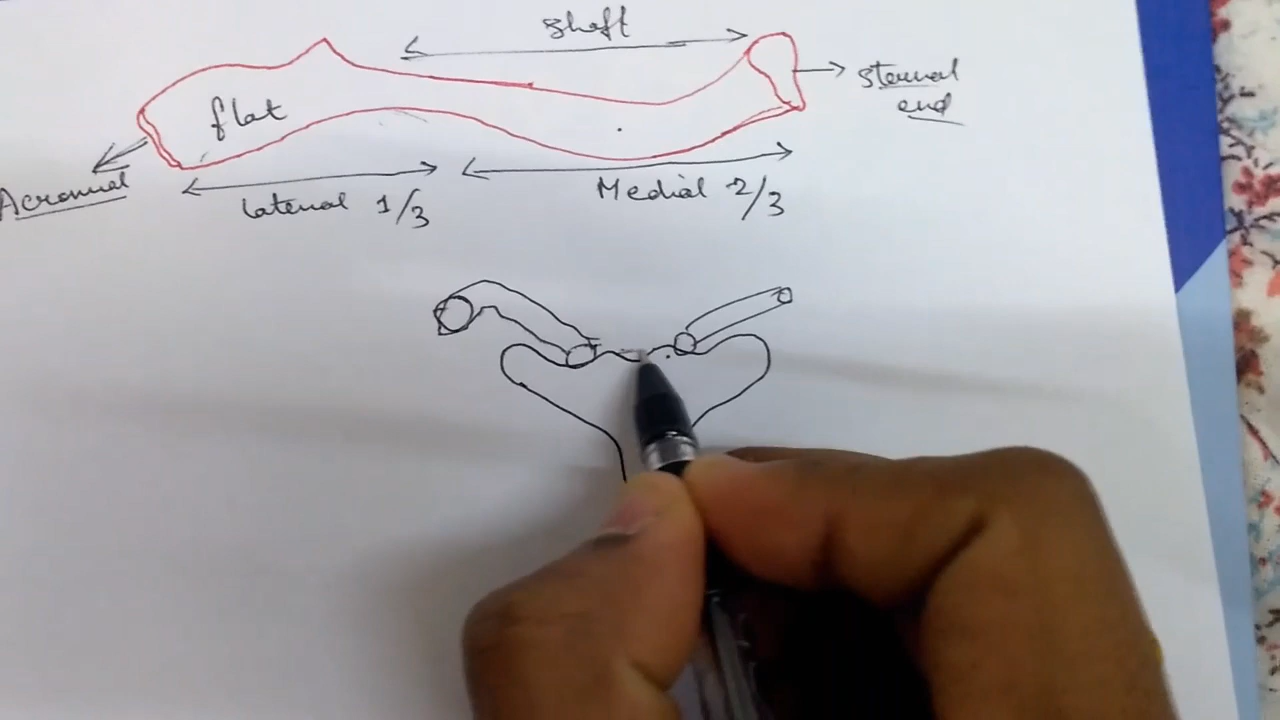 shaft
sternal
end
flat
Acromial
lateral 1/3
Medial 2/3